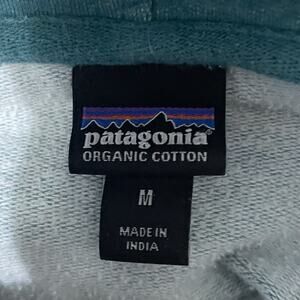 patagonia®
ORGANIC COTTON
M
MADE IN
INDIA